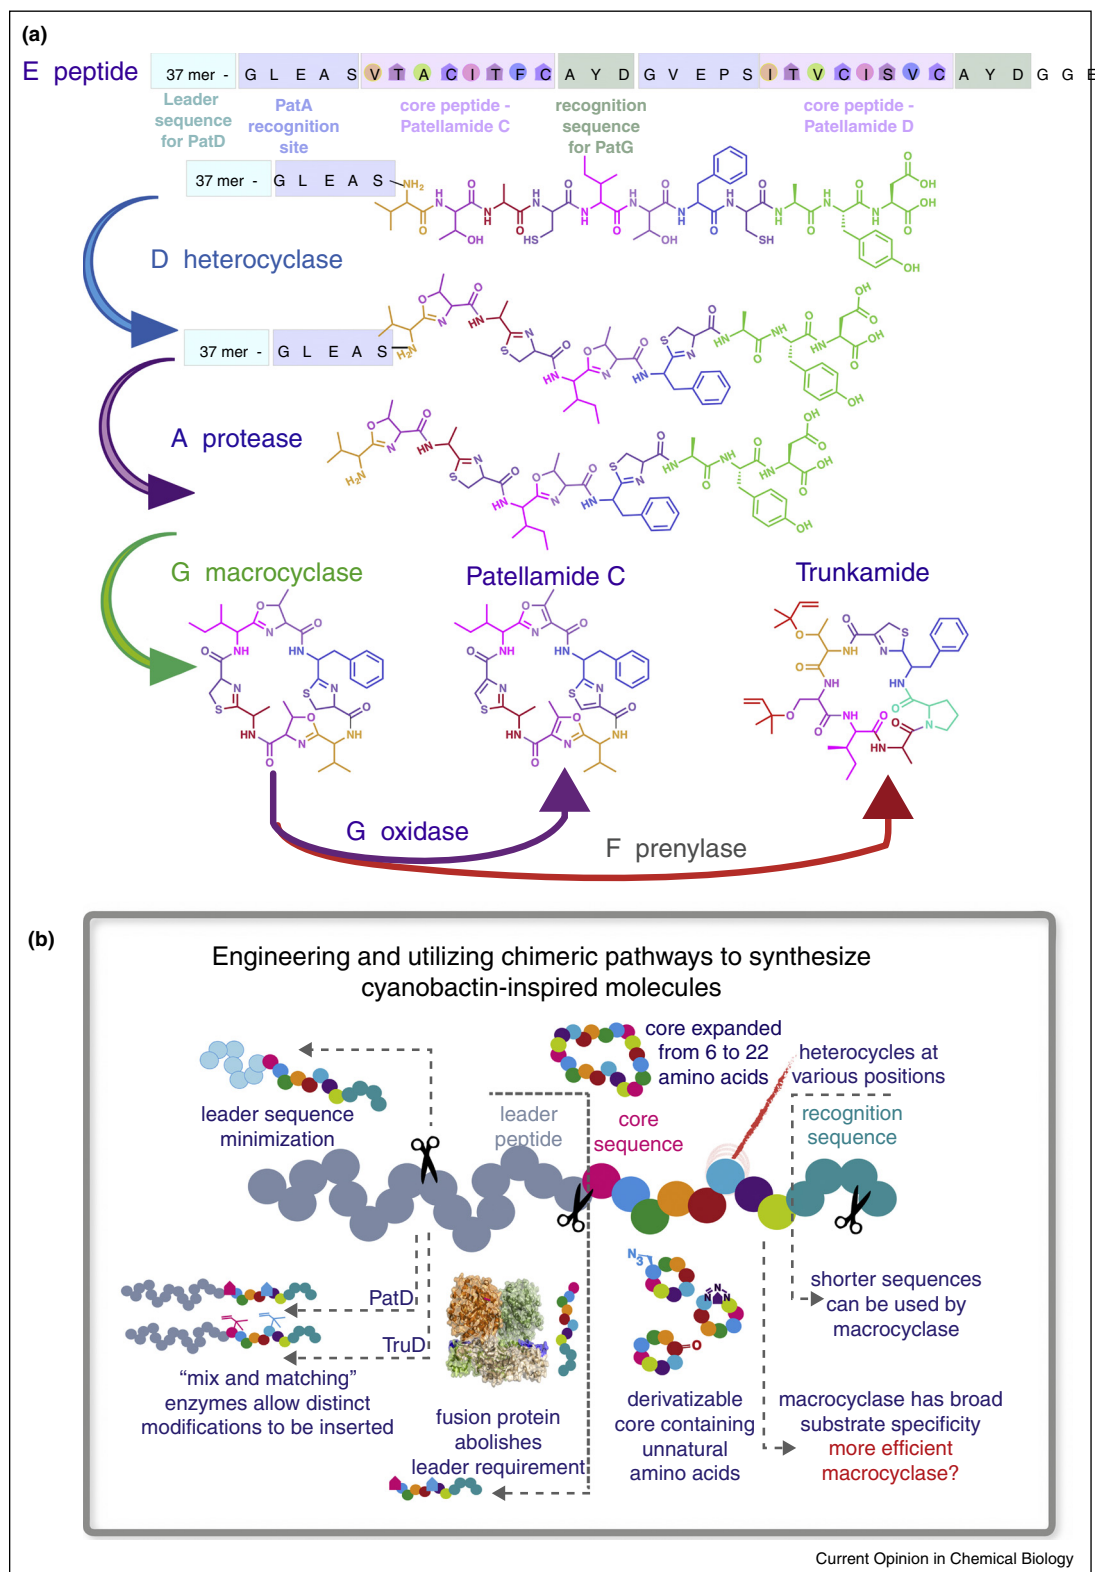 (a)
E peptide
37 mer - G L E A S V T A C I T F C A Y D G V E P S I T V C I S V C A Y D G G E
Leader
sequence
for PatD
PatA
recognition
site
core peptide -
Patellamide C
recognition
sequence
for PatG
core peptide -
Patellamide D
37 mer - G L E A S
NH2
D heterocyclase
37 mer - G L E A S
H2N
A protease
H2N
G macrocyclase
Patellamide C
Trunkamide
G oxidase
F prenylase
(b)
Engineering and utilizing chimeric pathways to synthesize
cyanobactin-inspired molecules
leader sequence
minimization
core expanded
from 6 to 22
amino acids
heterocycles at
various positions
leader
peptide
core
sequence
recognition
sequence
PatD
TruD
“mix and matching”
enzymes allow distinct
modifications to be inserted
fusion protein
abolishes
leader requirement
N3
N N N
O
derivatizable
core containing
unnatural
amino acids
shorter sequences
can be used by
macrocyclase
macrocyclase has broad
substrate specificity
more efficient
macrocyclase?
Current Opinion in Chemical Biology